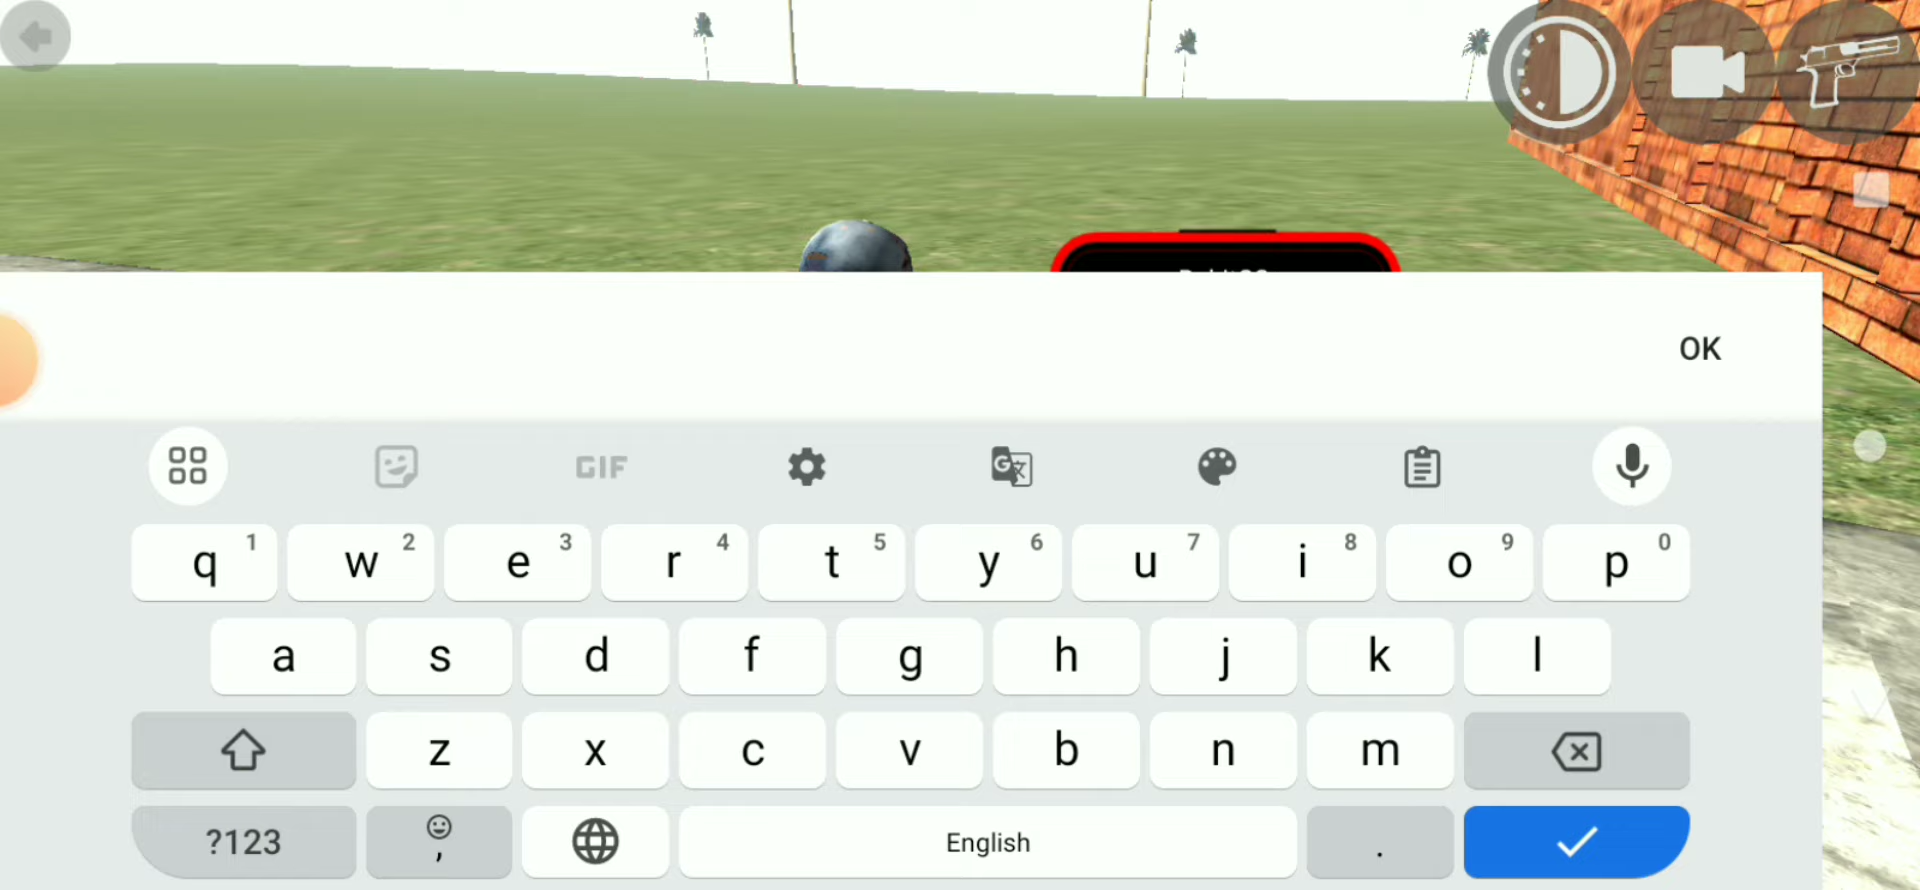 OK
GIF
q 1 w 2 e 3 r 4 t 5 y 6 u 7 i 8 o 9 p 0
a s d f g h j k l
z x c v b n m
?123 , English .